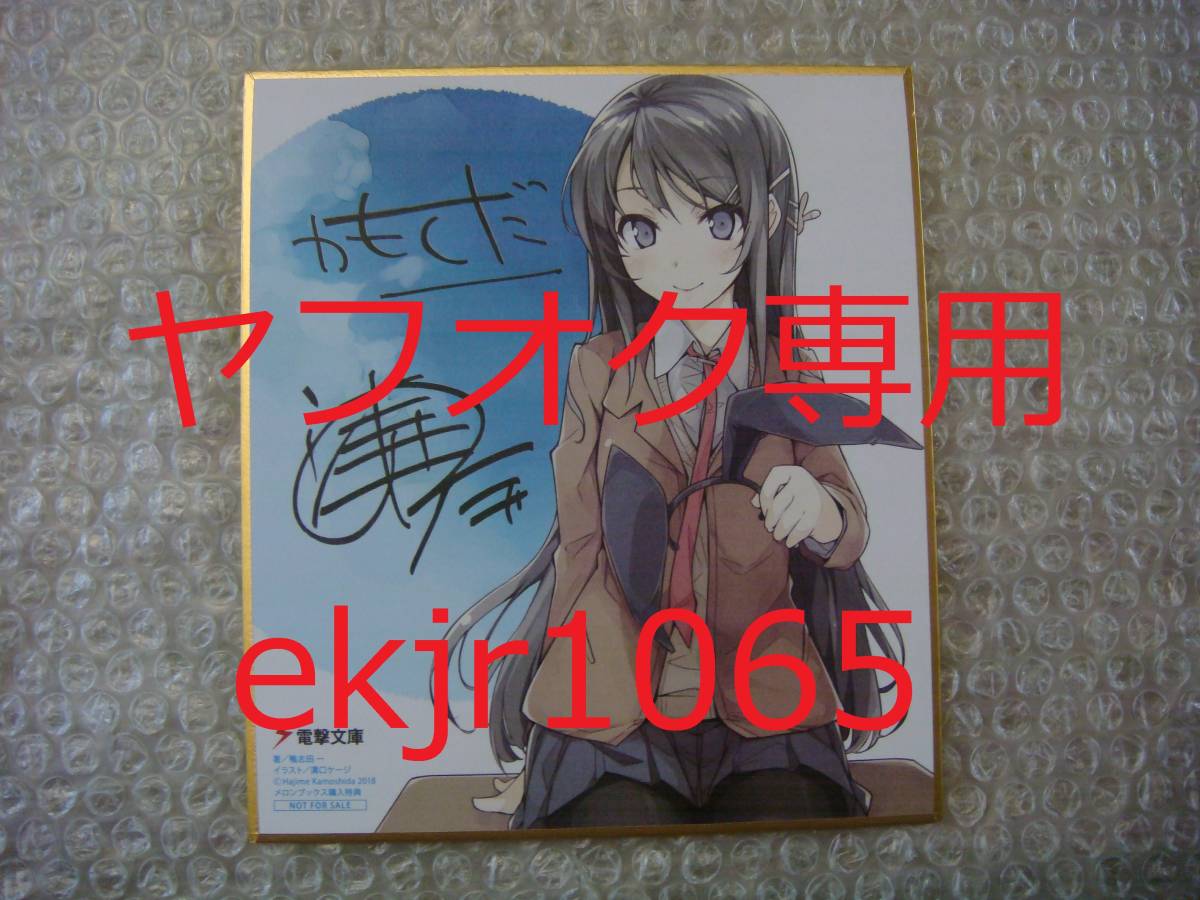 かもしだ
ヤフオク専用
ekjr1065
電撃文庫
著／鴨志田 一
イラスト／溝口ケージ
©Hajime Kamoshida 2018
メロンブックス購入特典
NOT FOR SALE